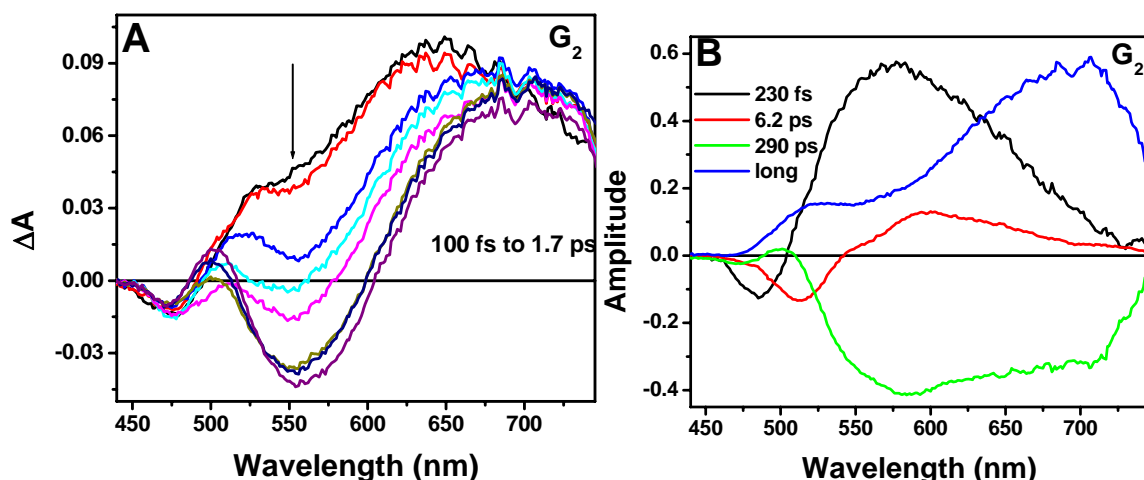 A
G2
0.09
0.06
0.03
0.00
-0.03
ΔA
100 fs to 1.7 ps
450 500 550 600 650 700
Wavelength (nm)
B
G2
0.6
0.4
0.2
0.0
-0.2
-0.4
Amplitude
230 fs
6.2 ps
290 ps
long
450 500 550 600 650 700
Wavelength (nm)